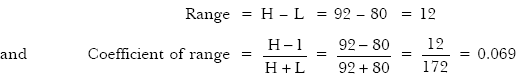 Range = H – L = 92 – 80 = 12
and Coefficient of range = H – l / H + L = 92 – 80 / 92 + 80 = 12 / 172 = 0.069